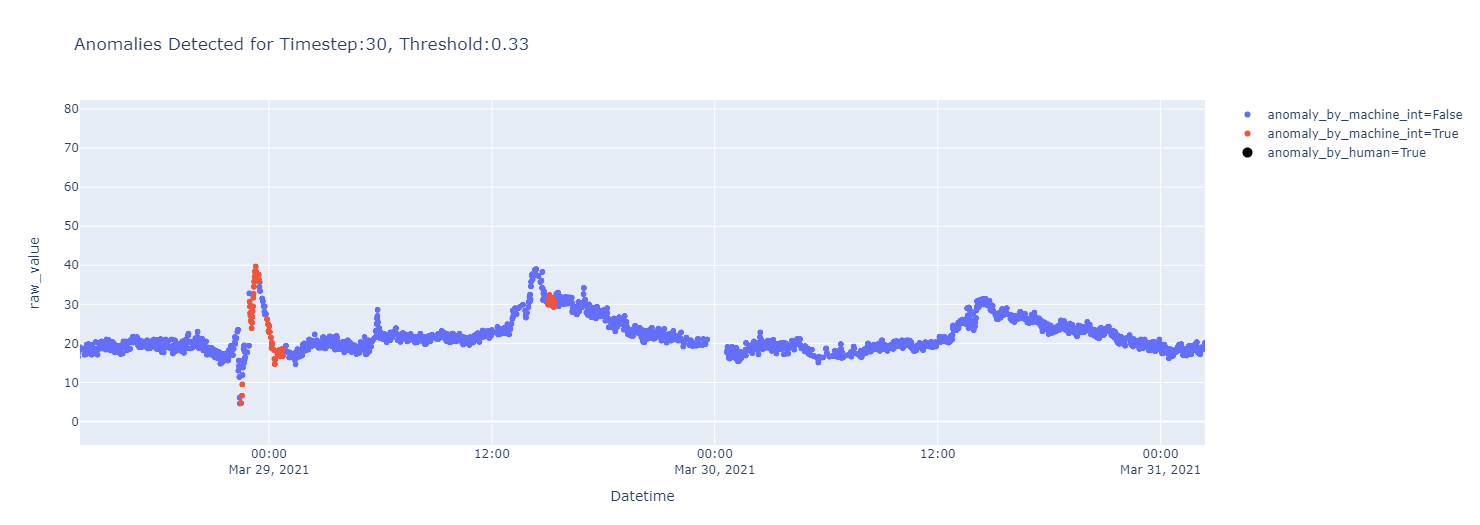 Anomalies Detected for Timestep:30, Threshold:0.33
80
70
60
50
40
30
20
10
0
raw_value
00:00
Mar 29, 2021
12:00
00:00
Mar 30, 2021
12:00
00:00
Mar 31, 2021
Datetime
anomaly_by_machine_int=False
anomaly_by_machine_int=True
anomaly_by_human=True